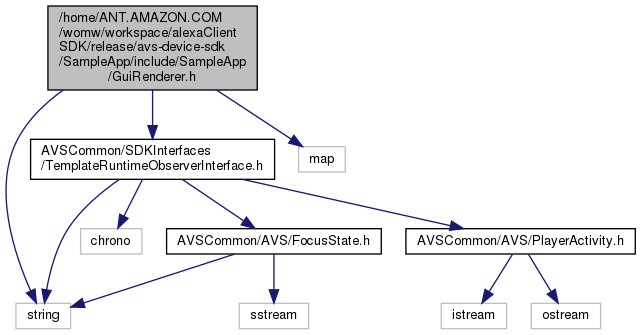 /home/ANT.AMAZON.COM
/womw/workspace/alexaClient
SDK/release/avs-device-sdk
/SampleApp/include/SampleApp
/GuiRenderer.h
AVSCommon/SDKInterfaces
/TemplateRuntimeObserverInterface.h
map
chrono
AVSCommon/AVS/FocusState.h
AVSCommon/AVS/PlayerActivity.h
string
sstream
istream
ostream